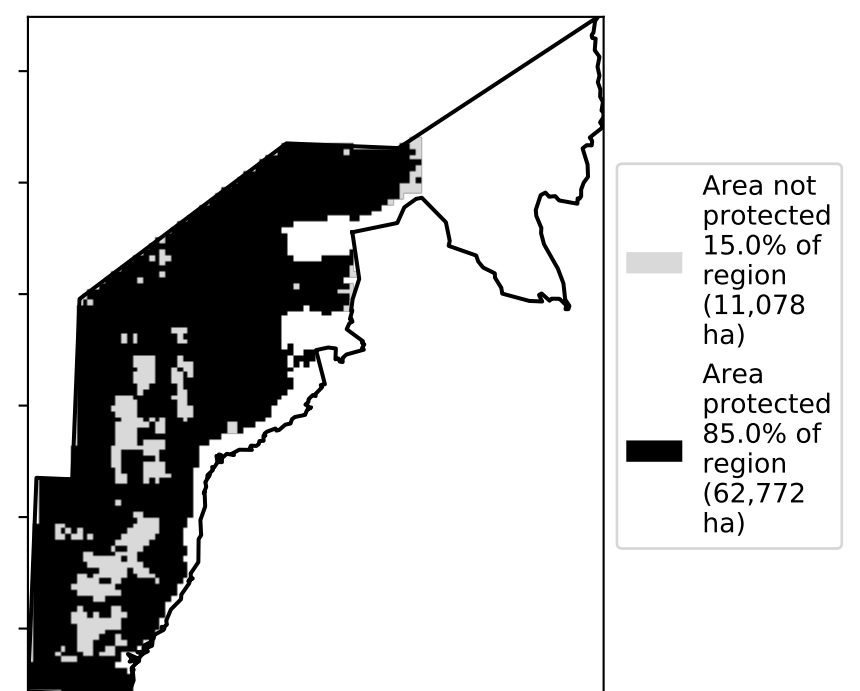 Area not
protected
15.0% of
region
(11,078
ha)
Area
protected
85.0% of
region
(62,772
ha)